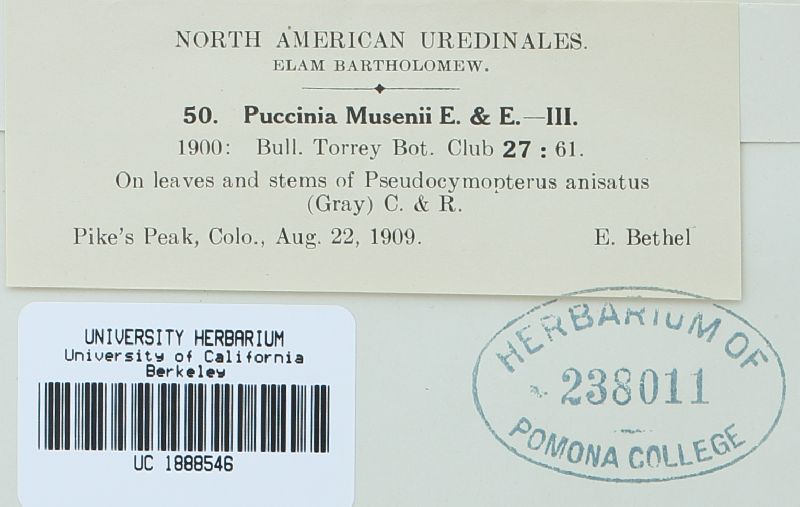 NORTH AMERICAN UREDINALES.
ELAM BARTHOLOMEW.
50. Puccinia Musenii E. & E.—III.
1900: Bull. Torrey Bot. Club 27 : 61.
On leaves and stems of Pseudocymopterus anisatus
(Gray) C. & R.
Pike's Peak, Colo., Aug. 22, 1909. E. Bethel
UNIVERSITY HERBARIUM
University of California
Berkeley
UC 1888546
HERBARIUM OF
238011
POMONA COLLEGE